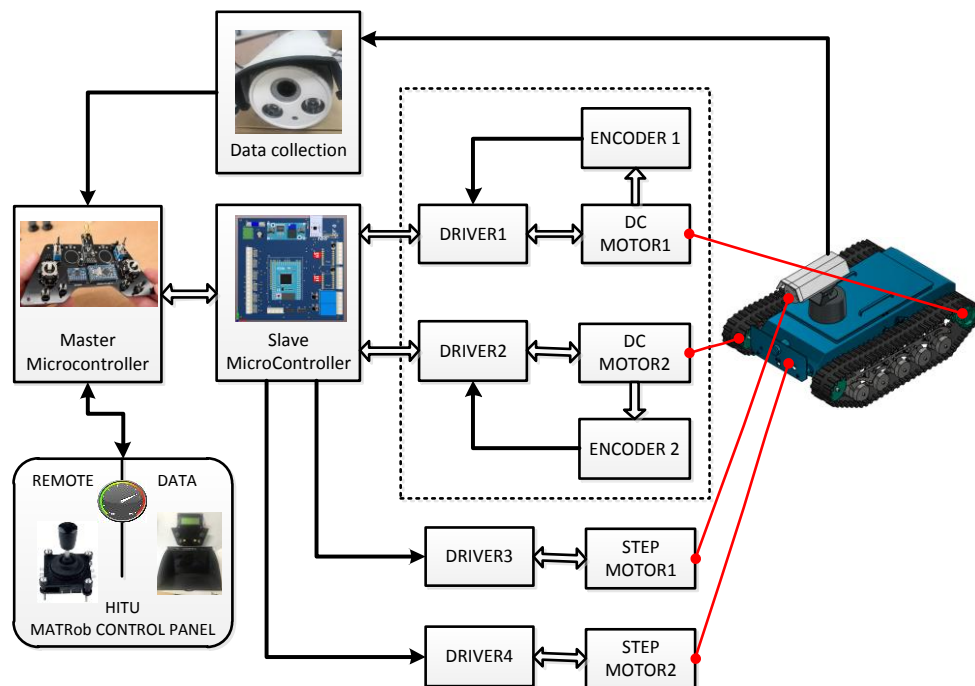 Data collection
ENCODER 1
DRIVER1
DC
MOTOR1
Master
Microcontroller
Slave
MicroController
DRIVER2
DC
MOTOR2
ENCODER 2
REMOTE
DATA
HITU
MATRob CONTROL PANEL
DRIVER3
STEP
MOTOR1
DRIVER4
STEP
MOTOR2